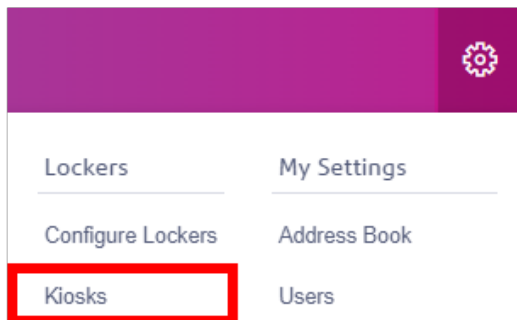 Lockers
Configure Lockers
Kiosks
My Settings
Address Book
Users